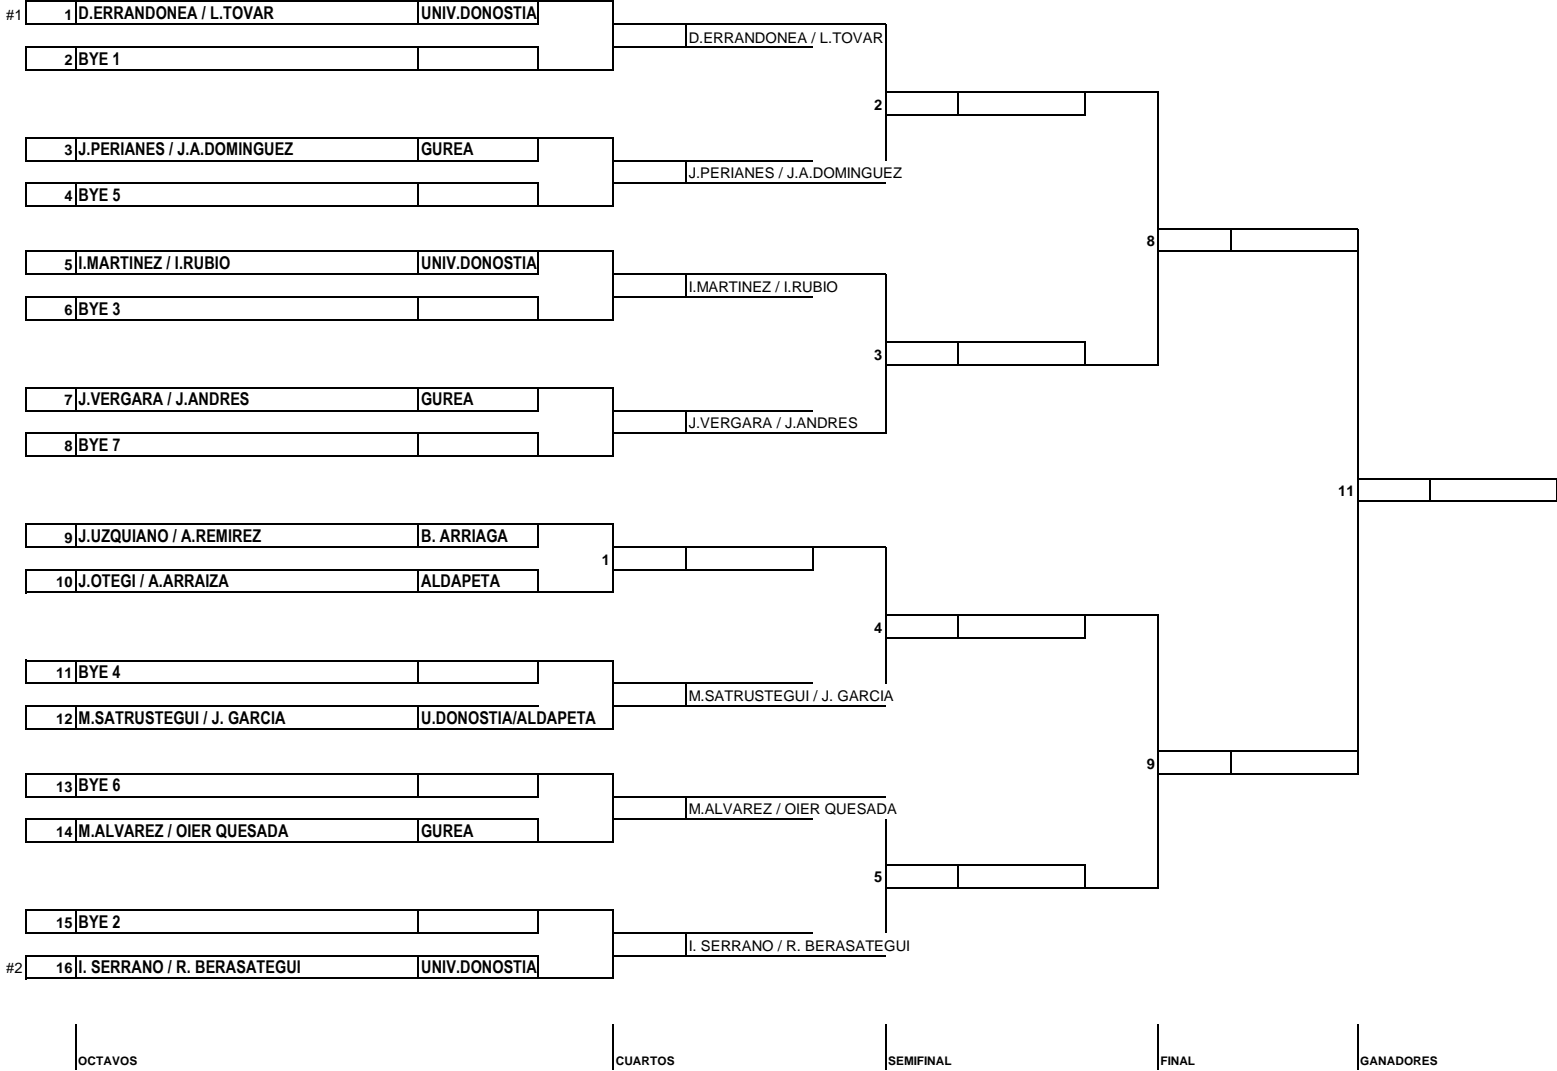 #1 1 D.ERRANDONEA / L.TOVAR UNIV.DONOSTIA
D.ERRANDONEA / L.TOVAR
2 BYE 1
2
3 J.PERIANES / J.A.DOMINGUEZ GUREA
J.PERIANES / J.A.DOMINGUEZ
4 BYE 5
8
5 I.MARTINEZ / I.RUBIO UNIV.DONOSTIA
I.MARTINEZ / I.RUBIO
6 BYE 3
3
7 J.VERGARA / J.ANDRES GUREA
J.VERGARA / J.ANDRES
8 BYE 7
11
9 J.UZQUIANO / A.REMIREZ B. ARRIAGA
1
10 J.OTEGI / A.ARRAIZA ALDAPETA
4
11 BYE 4
M.SATRUSTEGUI / J. GARCIA
12 M.SATRUSTEGUI / J. GARCIA U.DONOSTIA/ALDAPETA
9
13 BYE 6
M.ALVAREZ / OIER QUESADA
14 M.ALVAREZ / OIER QUESADA GUREA
5
15 BYE 2
I. SERRANO / R. BERASATEGUI
#2 16 I. SERRANO / R. BERASATEGUI UNIV.DONOSTIA
OCTAVOS CUARTOS SEMIFINAL FINAL GANADORES